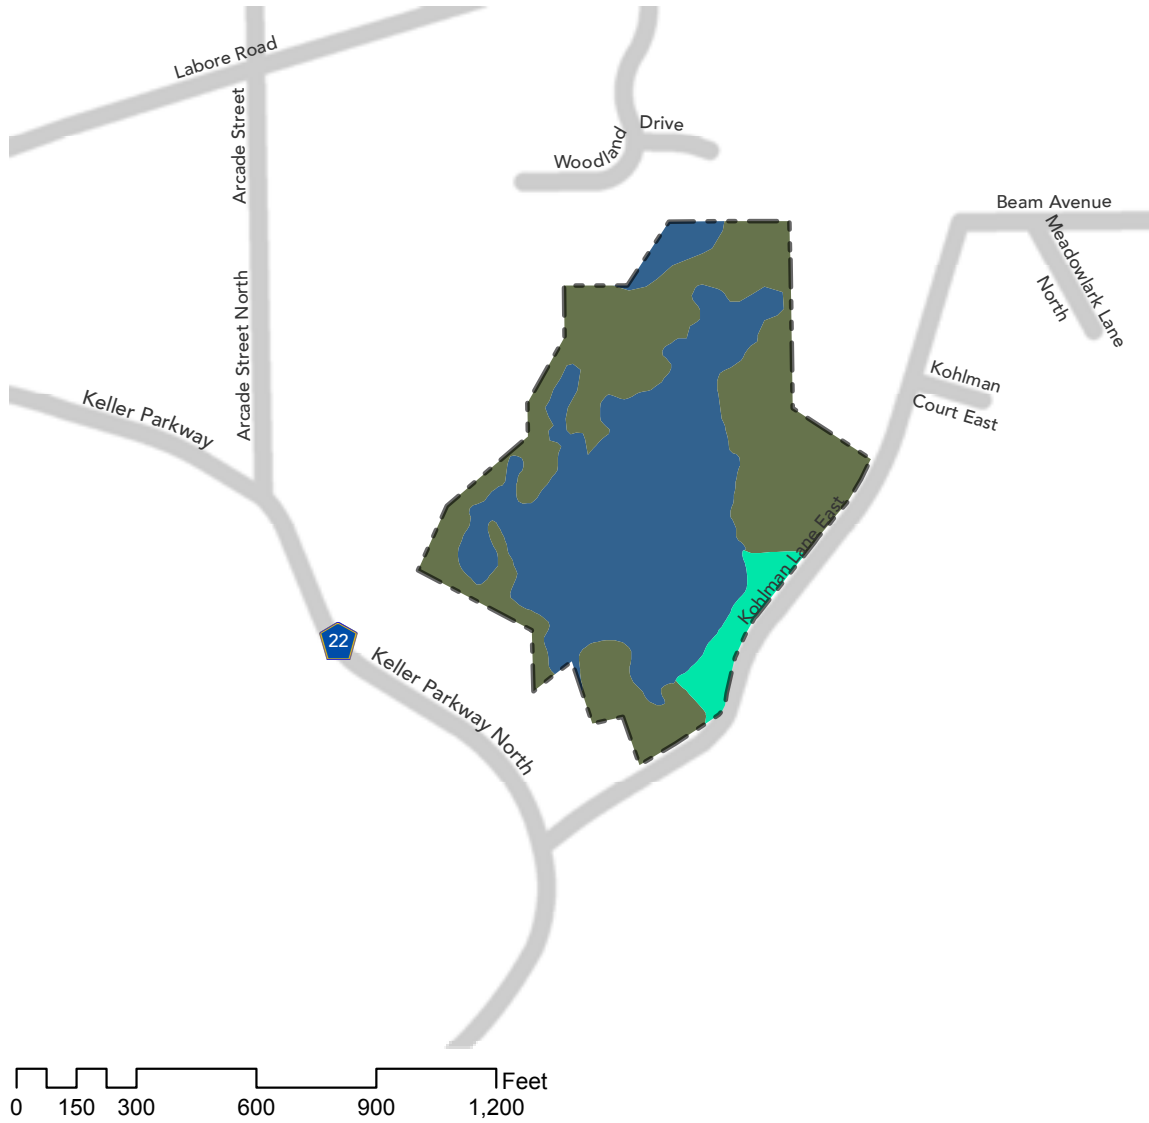 Labore Road
Arcade Street
Drive
Woodland
Beam Avenue
Meadowlark Lane
North
Arcade Street North
Kohlman
Court East
Keller Parkway
Kohlman Lane East
22
Keller Parkway North
Feet
0 150 300 600 900 1,200